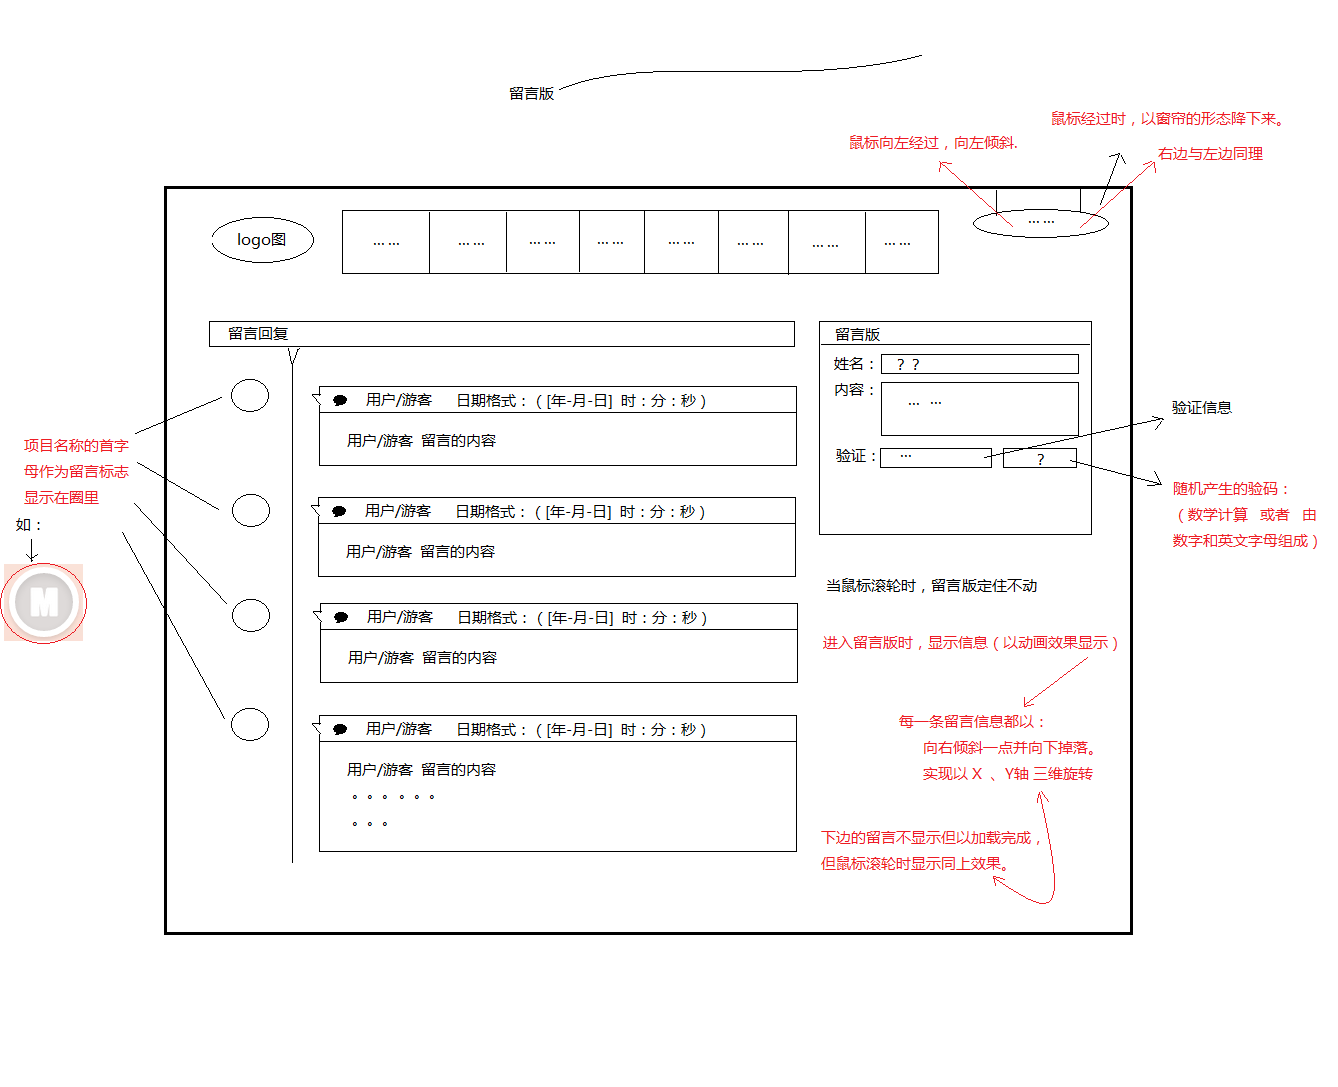 留言版
鼠标经过时，以窗帘的形态降下来。
鼠标向左经过，向左倾斜.
右边与左边同理
logo图
... ...
... ...
... ...
... ...
... ...
... ...
... ...
... ...
... ...
留言回复
用户/游客 日期格式：（[年-月-日] 时：分：秒）
用户/游客 留言的内容
用户/游客 日期格式：（[年-月-日] 时：分：秒）
用户/游客 留言的内容
用户/游客 日期格式：（[年-月-日] 时：分：秒）
用户/游客 留言的内容
用户/游客 日期格式：（[年-月-日] 时：分：秒）
用户/游客 留言的内容
。。。。。。
。。。
项目名称的首字
母作为留言标志
显示在圈里
如：
M
留言版
姓名： ？？
内容： ... ...
验证： ... ？
验证信息
随机产生的验码：
（数学计算 或者 由
数字和英文字母组成）
当鼠标滚轮时，留言版定住不动
进入留言版时，显示信息（以动画效果显示）
每一条留言信息都以：
向右倾斜一点并向下掉落。
实现以 X 、Y轴 三维旋转
下边的留言不显示但以加载完成，
但鼠标滚轮时显示同上效果。